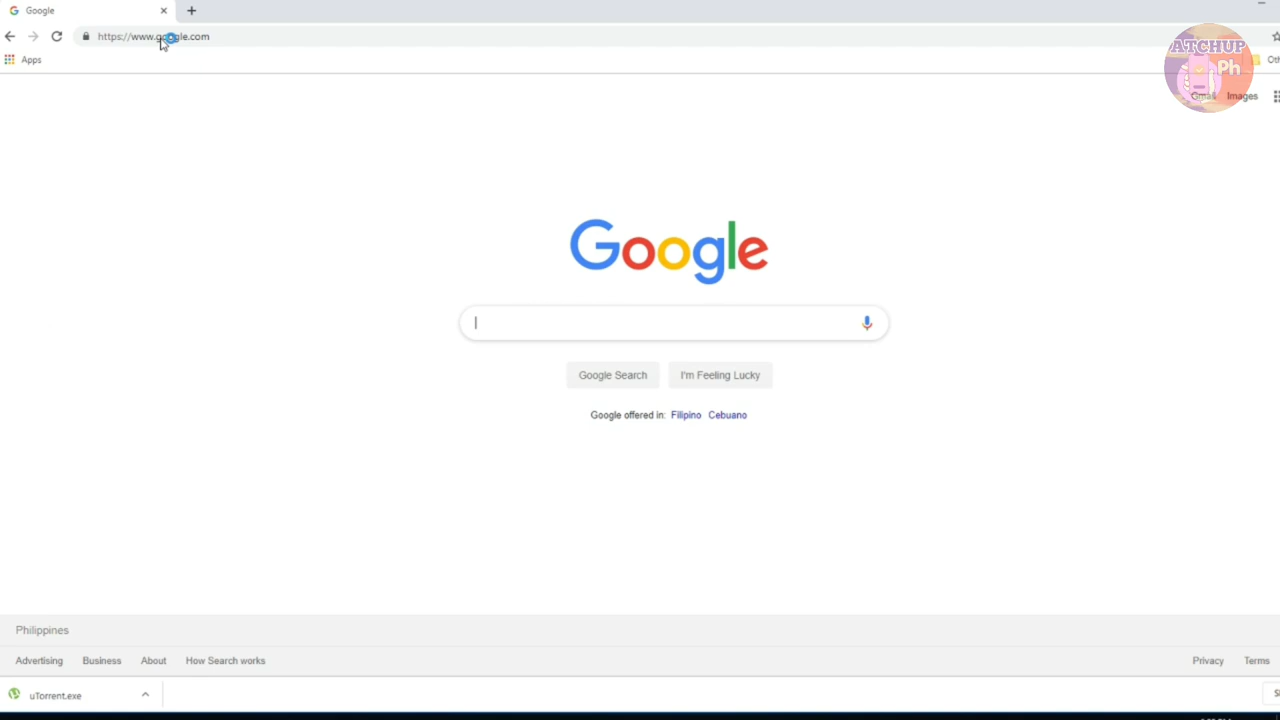 Google
https://www.google.com
Apps
ATCHUP
Ph
Gmail Images
Google
Google Search I'm Feeling Lucky
Google offered in: Filipino Cebuano
Philippines
Advertising Business About How Search works
Privacy Terms
uTorrent.exe